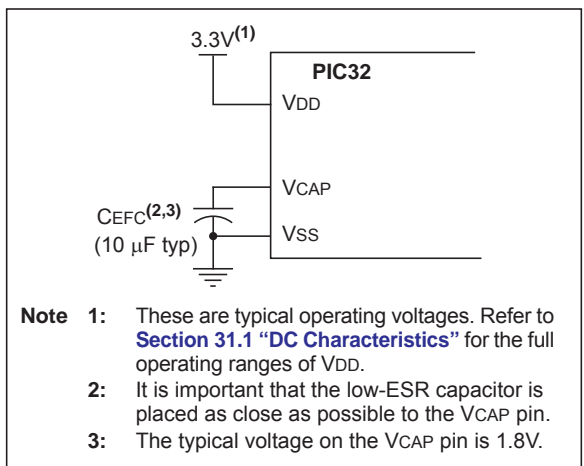 3.3V(1)
PIC32
VDD
VCAP
CEFC(2,3)
(10 μF typ)
VSS
Note 1: These are typical operating voltages. Refer to
Section 31.1 “DC Characteristics” for the full
operating ranges of VDD.
2: It is important that the low-ESR capacitor is
placed as close as possible to the VCAP pin.
3: The typical voltage on the VCAP pin is 1.8V.